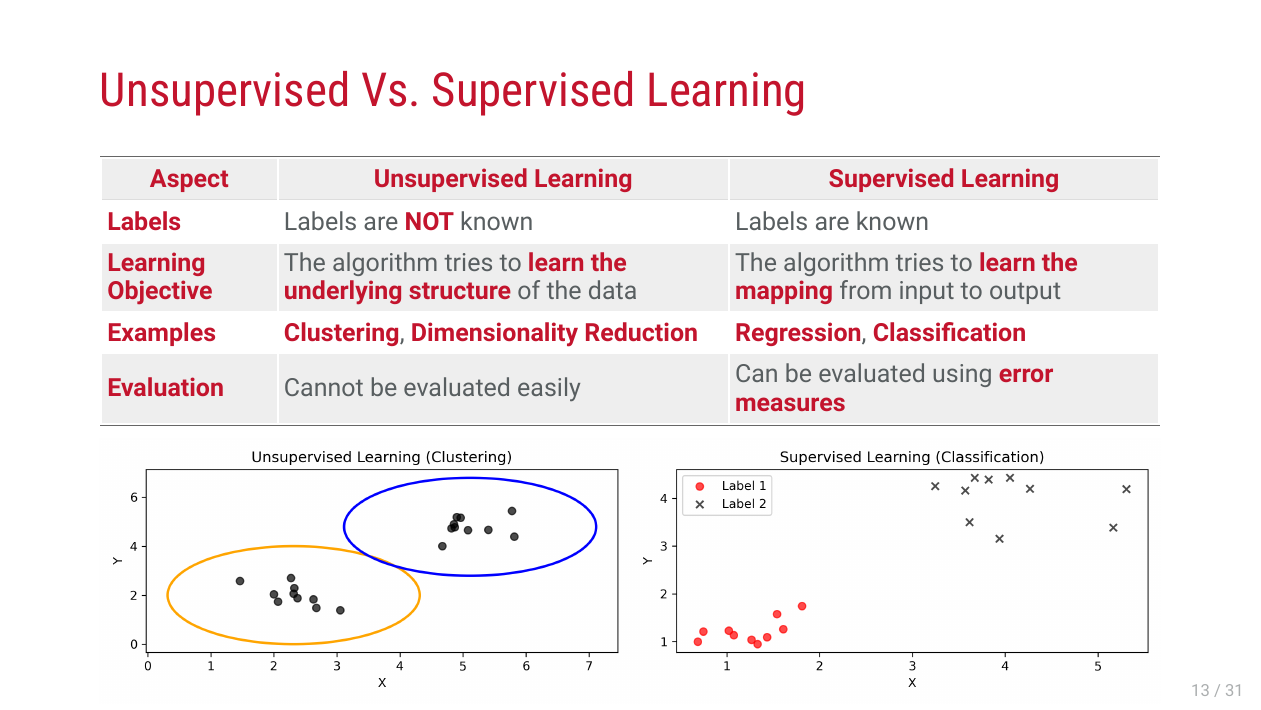 Unsupervised Vs. Supervised Learning
Aspect
Unsupervised Learning
Supervised Learning
Labels
Labels are NOT known
Labels are known
Learning
Objective
The algorithm tries to learn the
underlying structure of the data
The algorithm tries to learn the
mapping from input to output
Examples
Clustering, Dimensionality Reduction
Regression, Classification
Evaluation
Cannot be evaluated easily
Can be evaluated using error
measures
Unsupervised Learning (Clustering)
6
4
2
0
Y
0 1 2 3 4 5 6 7
X
Supervised Learning (Classification)
Label 1
Label 2
4
3
2
1
Y
1 2 3 4 5
X
13 / 31